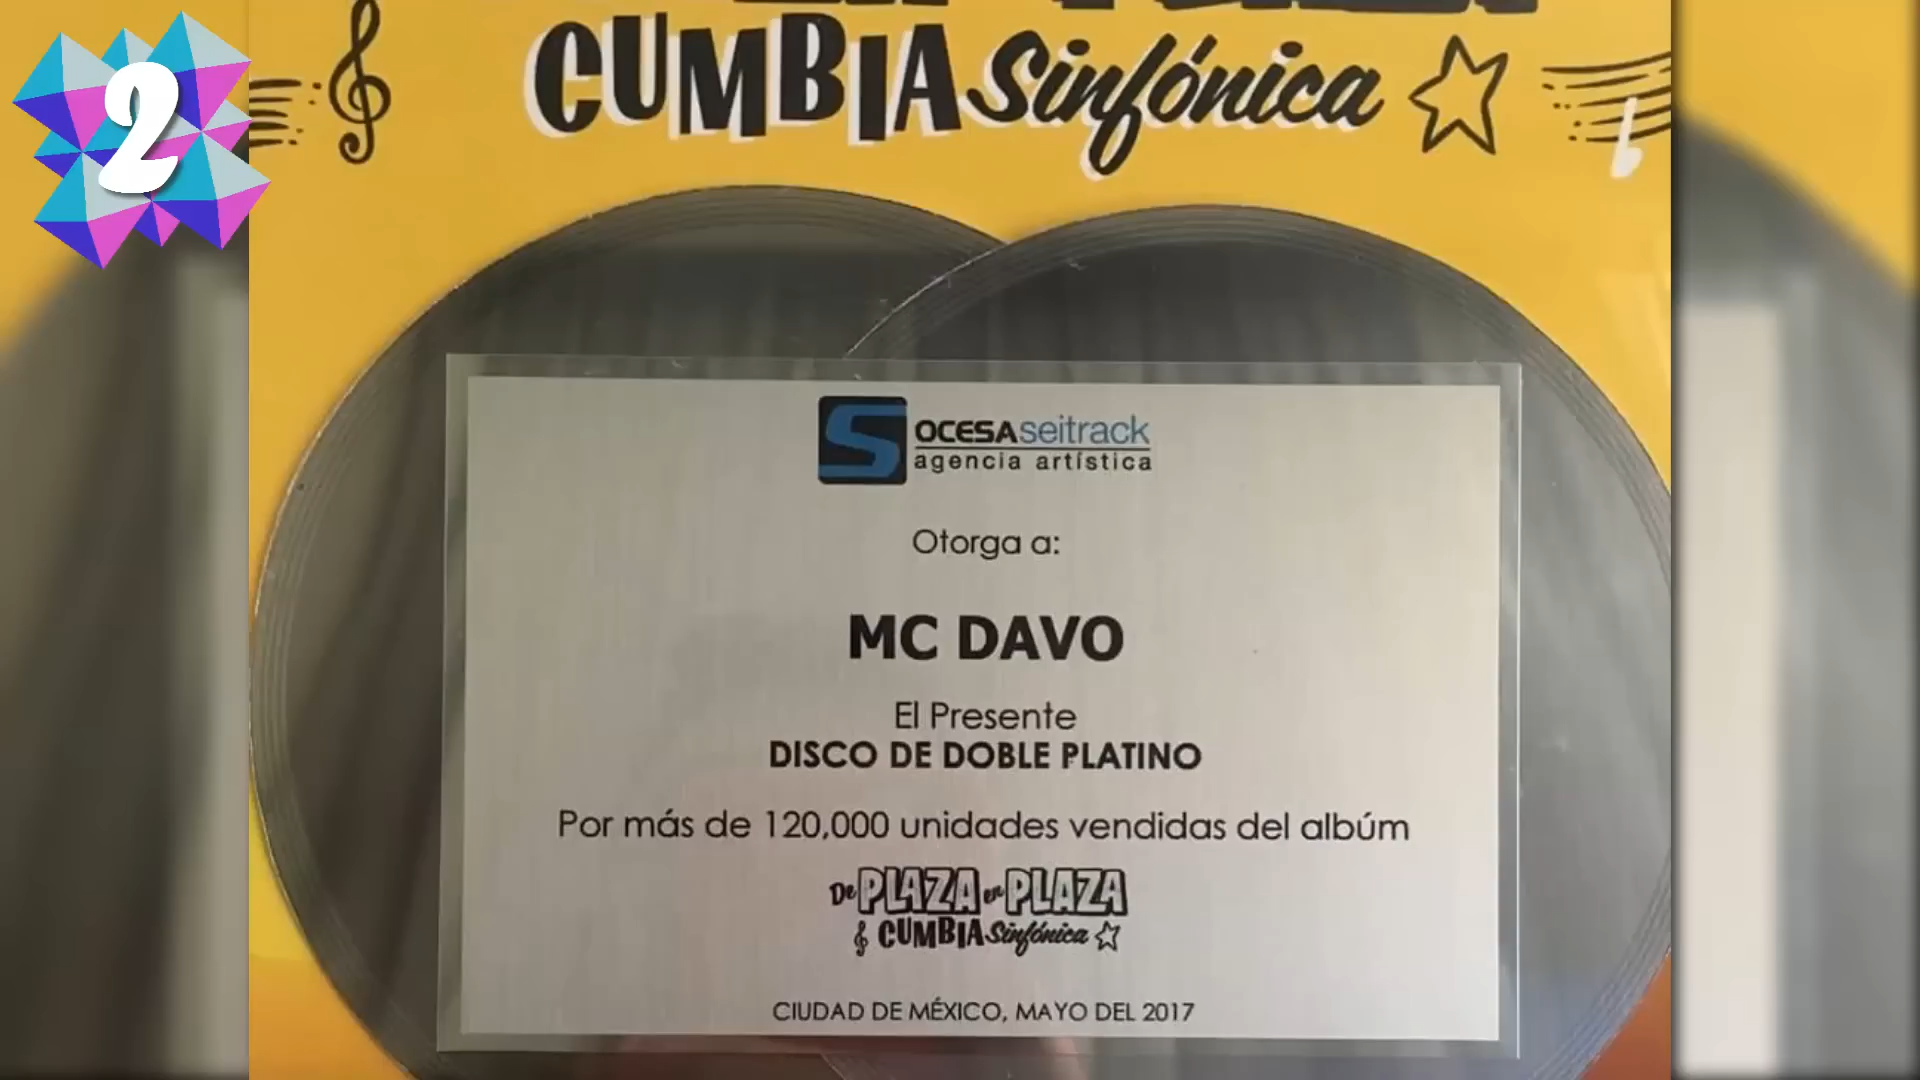 2
CUMBIA Sinfónica
S OCESAseitrack
agencia artística
Otorga a:
MC DAVO
El Presente
DISCO DE DOBLE PLATINO
Por más de 120,000 unidades vendidas del albúm
De PLAZA en PLAZA
CUMBIA Sinfónica
CIUDAD DE MÉXICO, MAYO DEL 2017